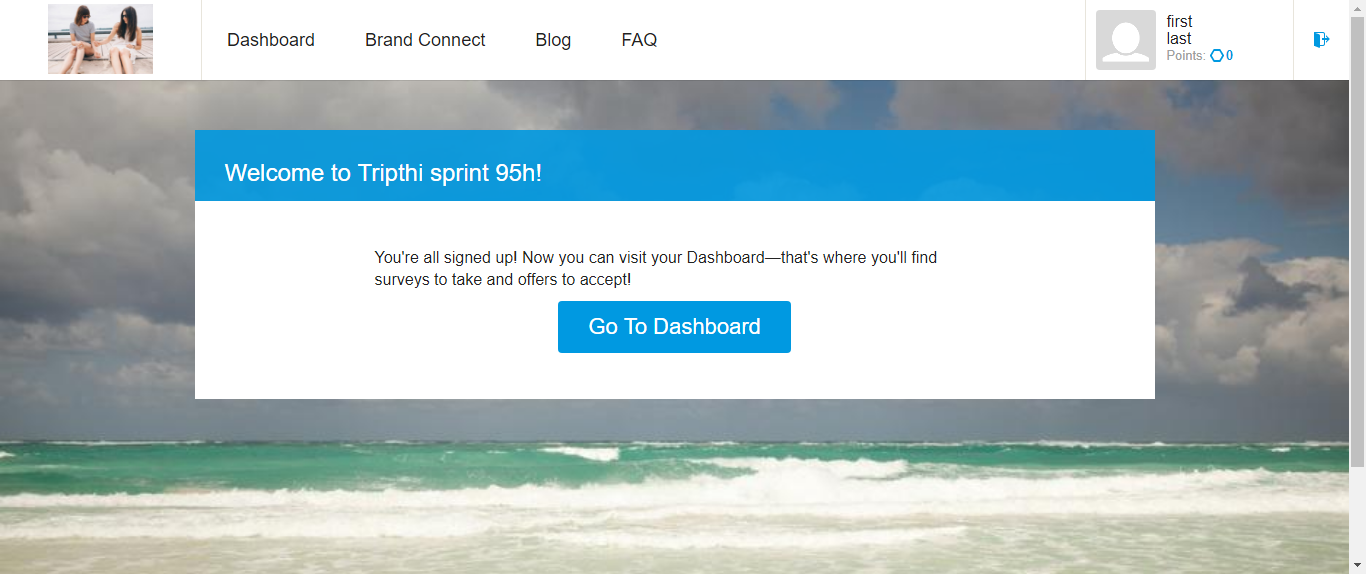 Dashboard
Brand Connect
Blog
FAQ
first
last
Points: 0
Welcome to Tripthi sprint 95h!
You're all signed up! Now you can visit your Dashboard—that's where you'll find
surveys to take and offers to accept!
Go To Dashboard